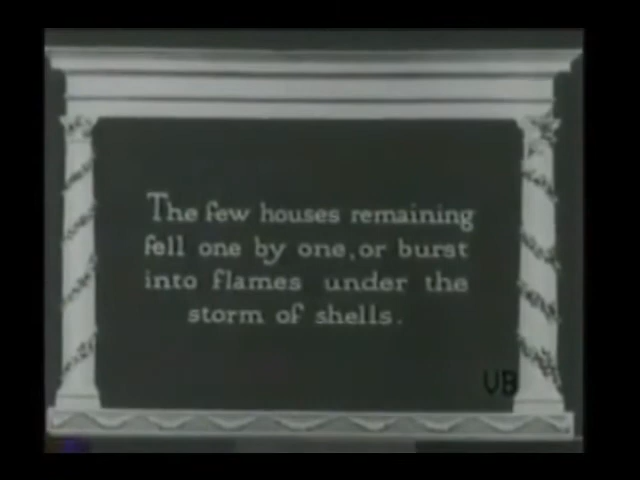 The few houses remaining
fell one by one, or burst
into flames under the
storm of shells.
VB